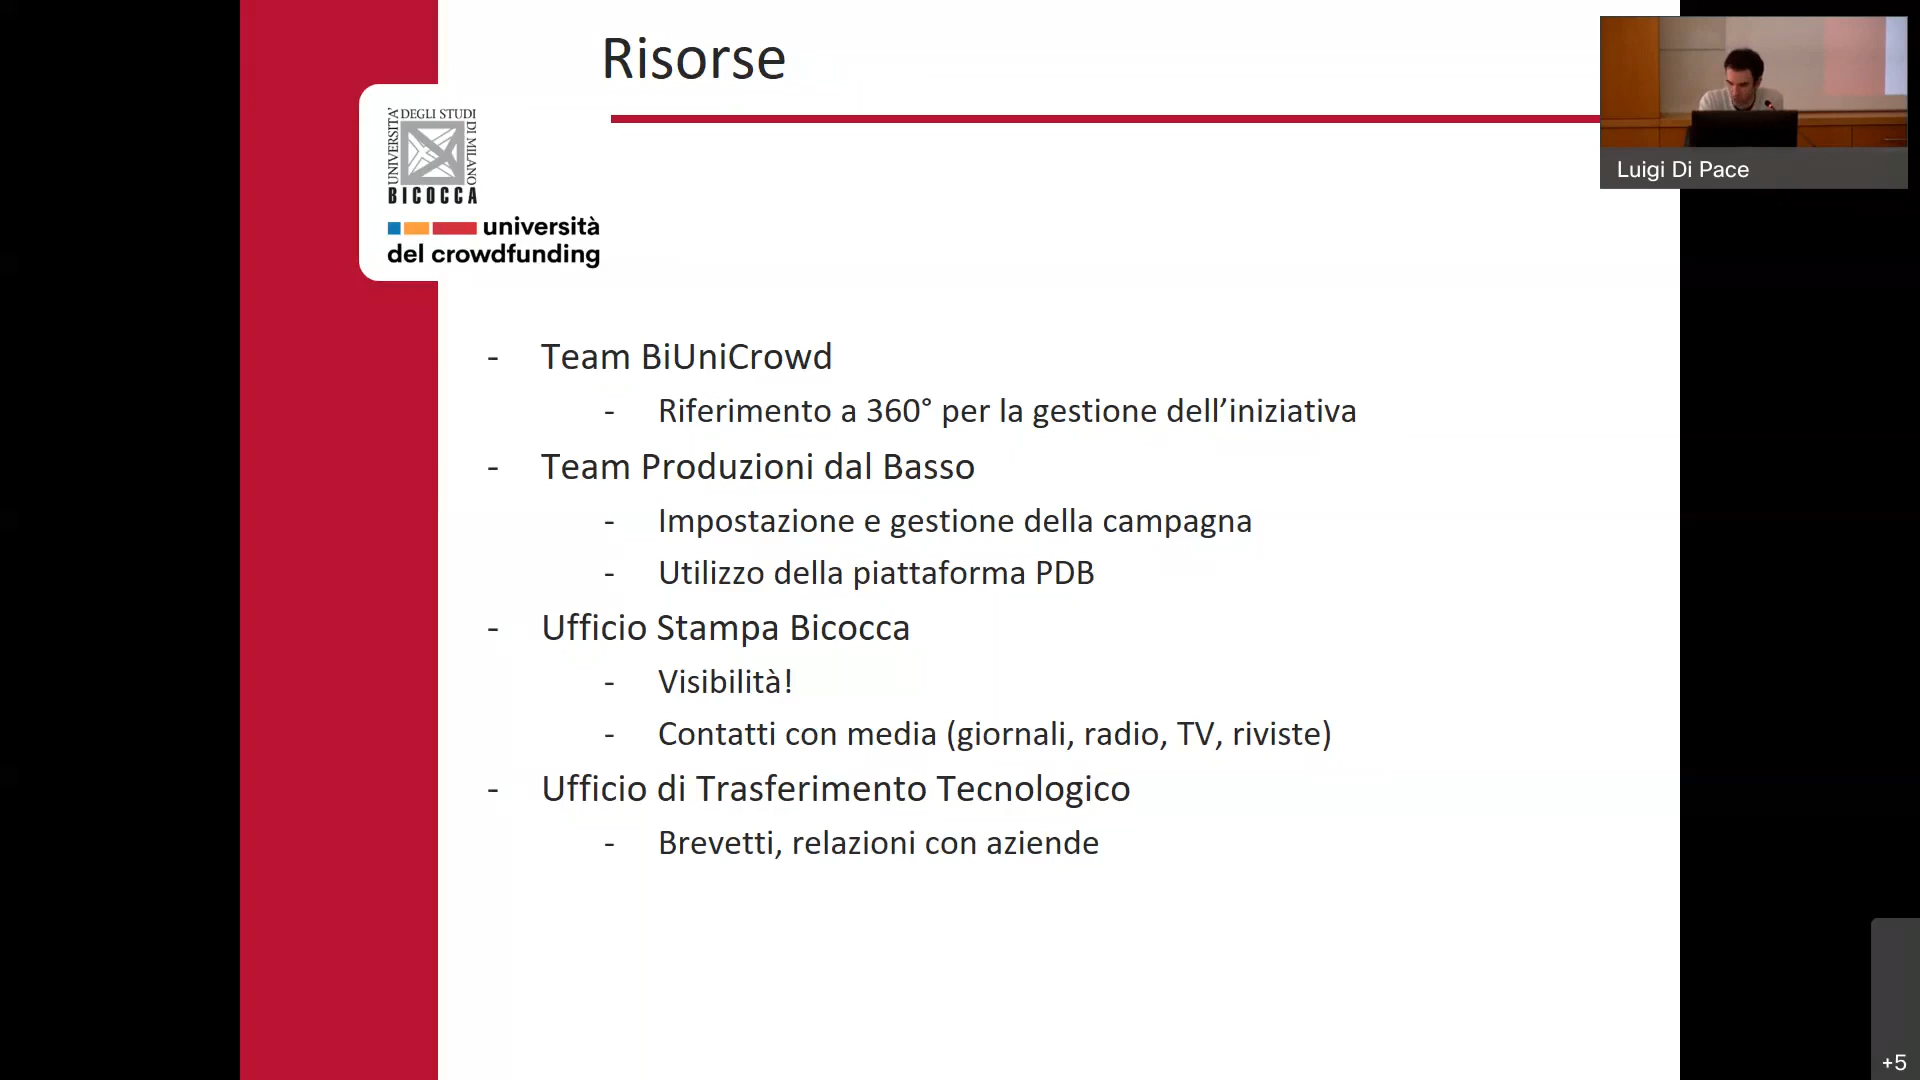 Risorse
UNIVERSITA' DEGLI STUDI DI MILANO
BICOCCA
università
del crowdfunding
Luigi Di Pace
- Team BiUniCrowd
- Riferimento a 360° per la gestione dell’iniziativa
- Team Produzioni dal Basso
- Impostazione e gestione della campagna
- Utilizzo della piattaforma PDB
- Ufficio Stampa Bicocca
- Visibilità!
- Contatti con media (giornali, radio, TV, riviste)
- Ufficio di Trasferimento Tecnologico
- Brevetti, relazioni con aziende
+5